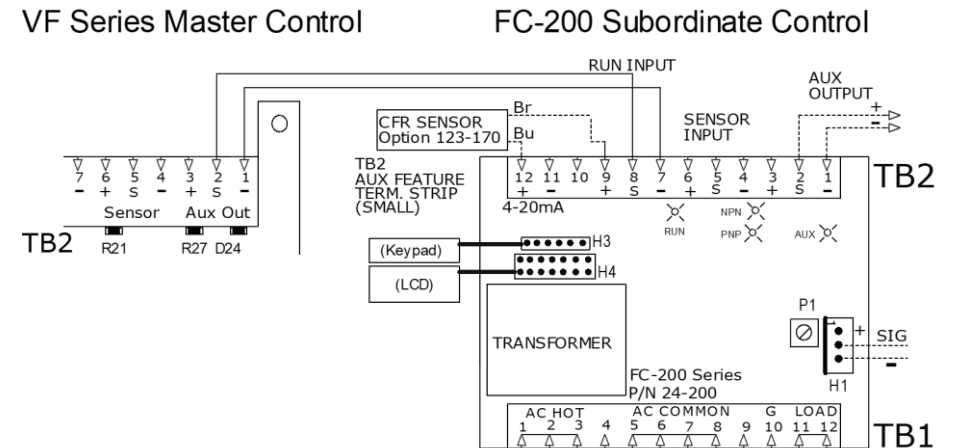 VF Series Master Control
FC-200 Subordinate Control
RUN INPUT
AUX
OUTPUT
+
-
CFR SENSOR
Option 123-170
Br
Bu
SENSOR
INPUT
TB2
AUX FEATURE
TERM. STRIP
(SMALL)
7 6 5 4 3 2 1
- + S - + S -
Sensor Aux Out
TB2
R21 R27 D24
12 11 10 9 8 7 6 5 4 3 2 1
+ - + S - + S - + S -
TB2
4-20mA
RUN
NPN
PNP
AUX
(Keypad)
H3
(LCD)
H4
TRANSFORMER
P1
+
SIG
-
H1
FC-200 Series
P/N 24-200
AC HOT AC COMMON G LOAD
1 2 3 4 5 6 7 8 9 10 11 12
TB1